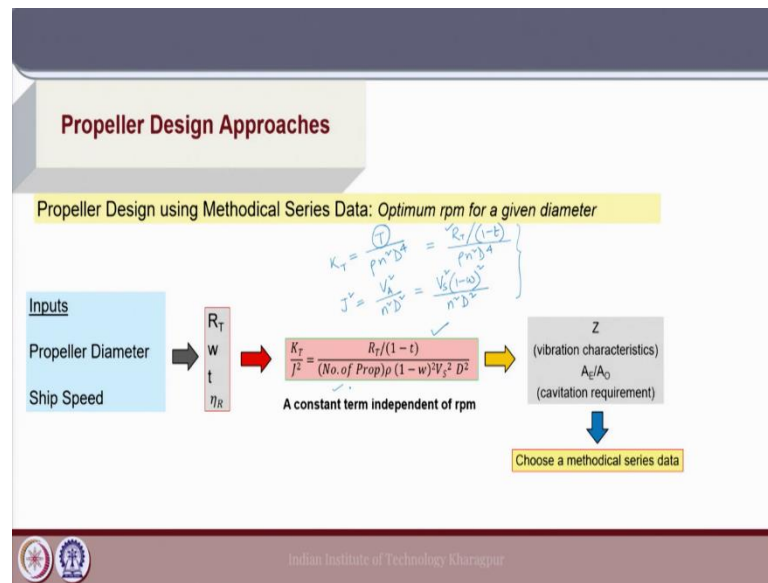 Propeller Design Approaches
Propeller Design using Methodical Series Data: Optimum rpm for a given diameter
K_T = T / ρn²D⁴ = R_T/(1-t) / ρn²D⁴
J² = V_A² / n²D² = V_S²(1-w)² / n²D²
Inputs
Propeller Diameter
Ship Speed
R_T
w
t
η_R
K_T / J² = R_T/(1 − t) / (No. of Prop)ρ (1 − w)²V_S² D²
A constant term independent of rpm
Z
(vibration characteristics)
A_E/A_O
(cavitation requirement)
Choose a methodical series data
Indian Institute of Technology Kharagpur